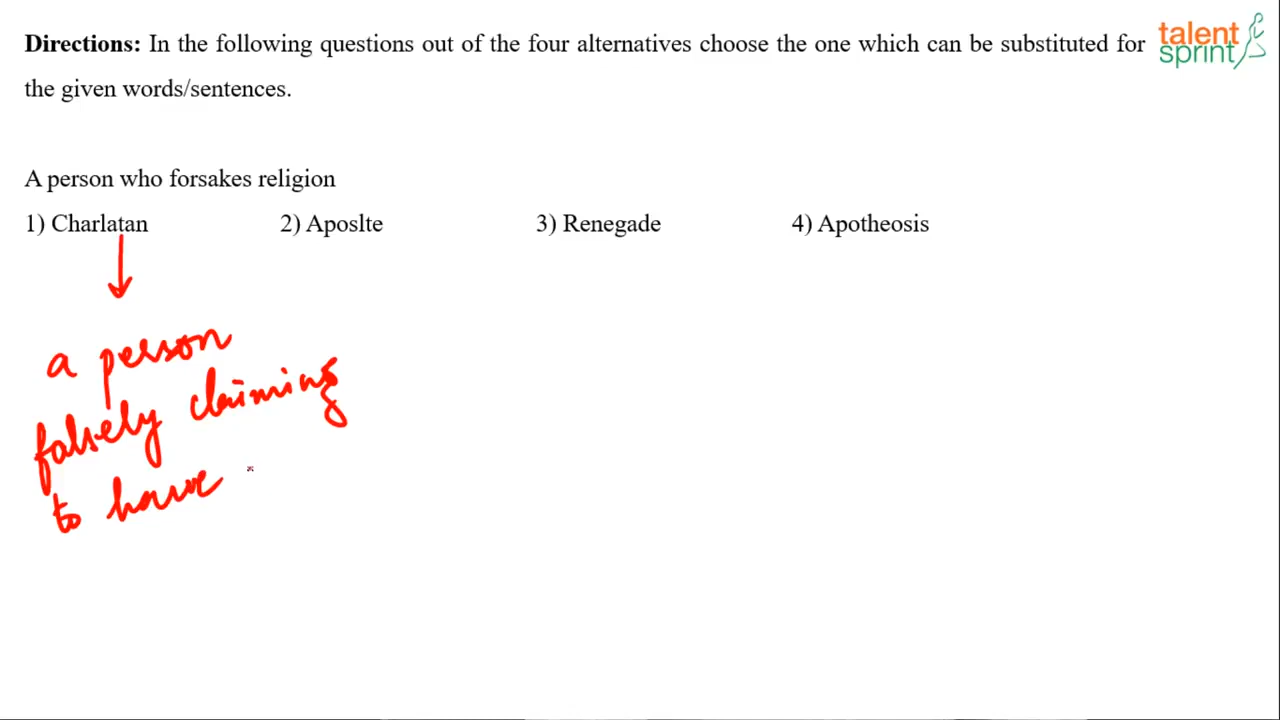 Directions: In the following questions out of the four alternatives choose the one which can be substituted for
the given words/sentences.
talent
sprint
A person who forsakes religion
1) Charlatan 2) Aposlte 3) Renegade 4) Apotheosis
a person
falsely claiming
to have